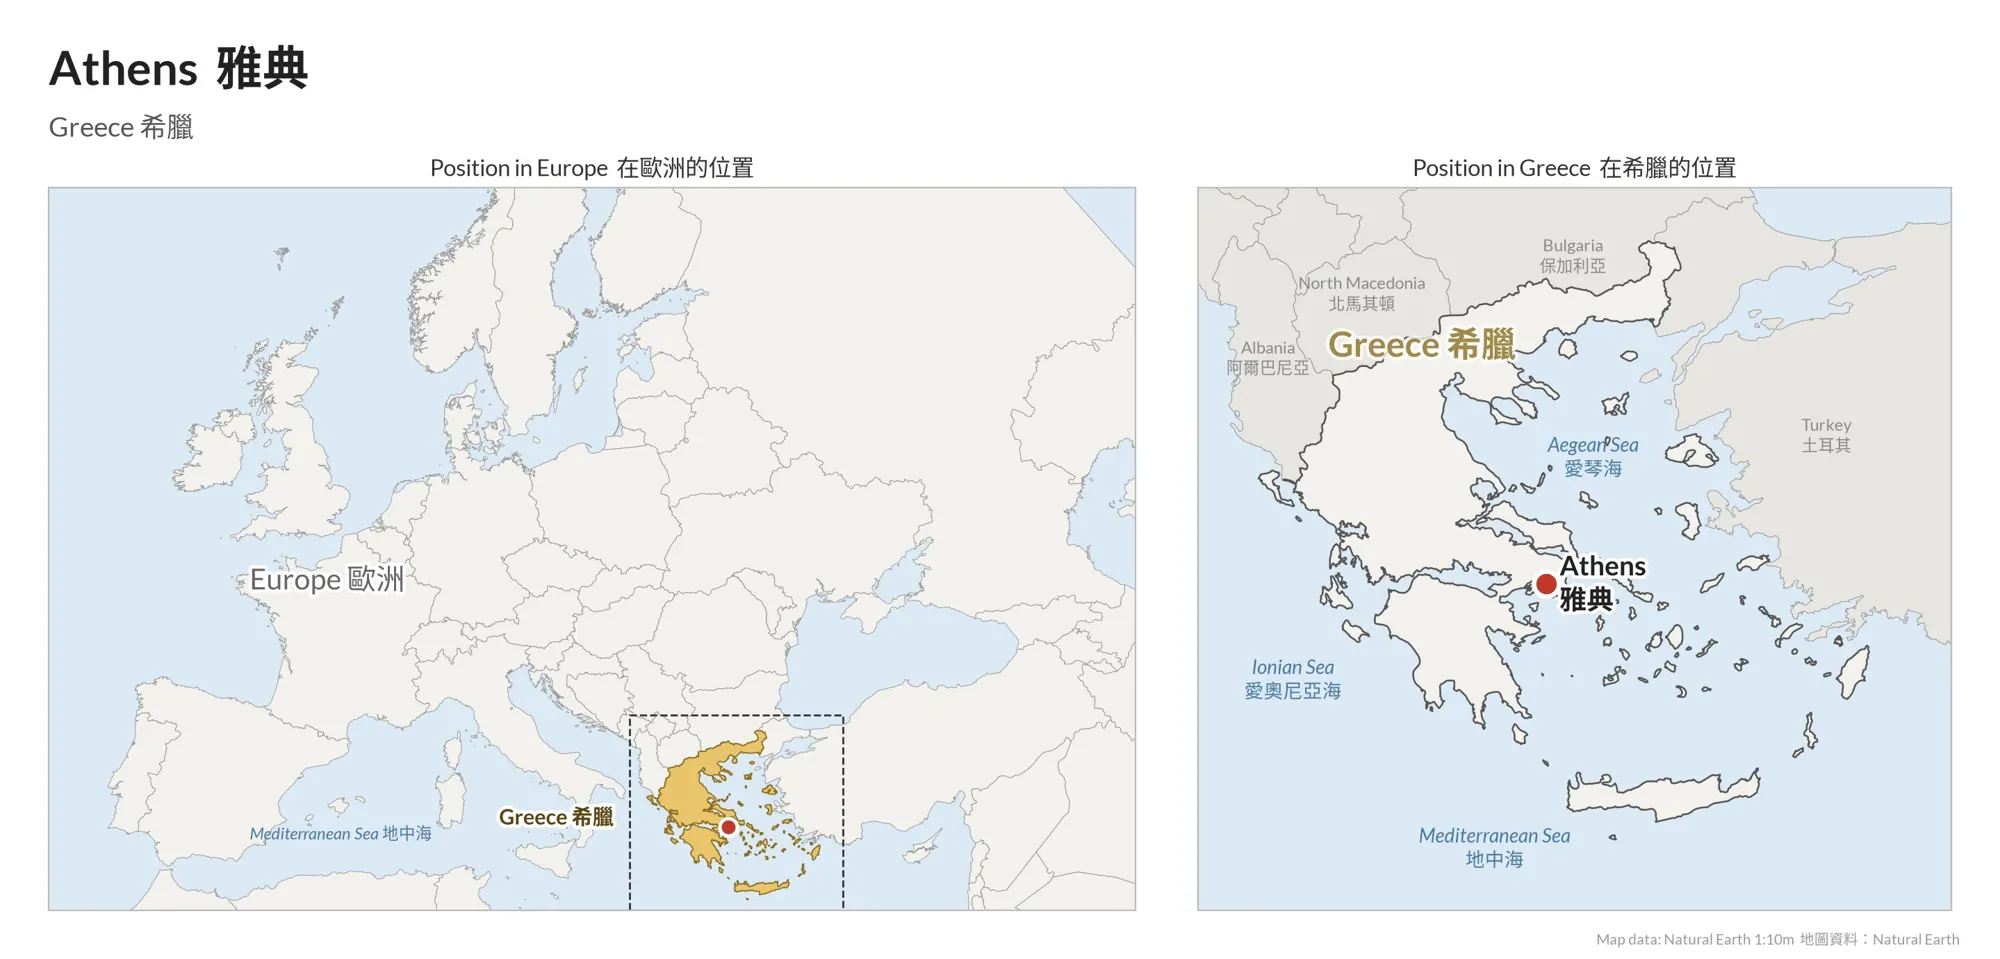 Athens 雅典
Greece 希臘
Position in Europe 在歐洲的位置
Europe 歐洲
Greece 希臘
Mediterranean Sea 地中海
Position in Greece 在希臘的位置
Bulgaria
保加利亞
North Macedonia
北馬其頓
Greece 希臘
Albania
阿爾巴尼亞
Turkey
土耳其
Aegean Sea
愛琴海
Athens
雅典
Ionian Sea
愛奧尼亞海
Mediterranean Sea
地中海
Map data: Natural Earth 1:10m 地圖資料：Natural Earth